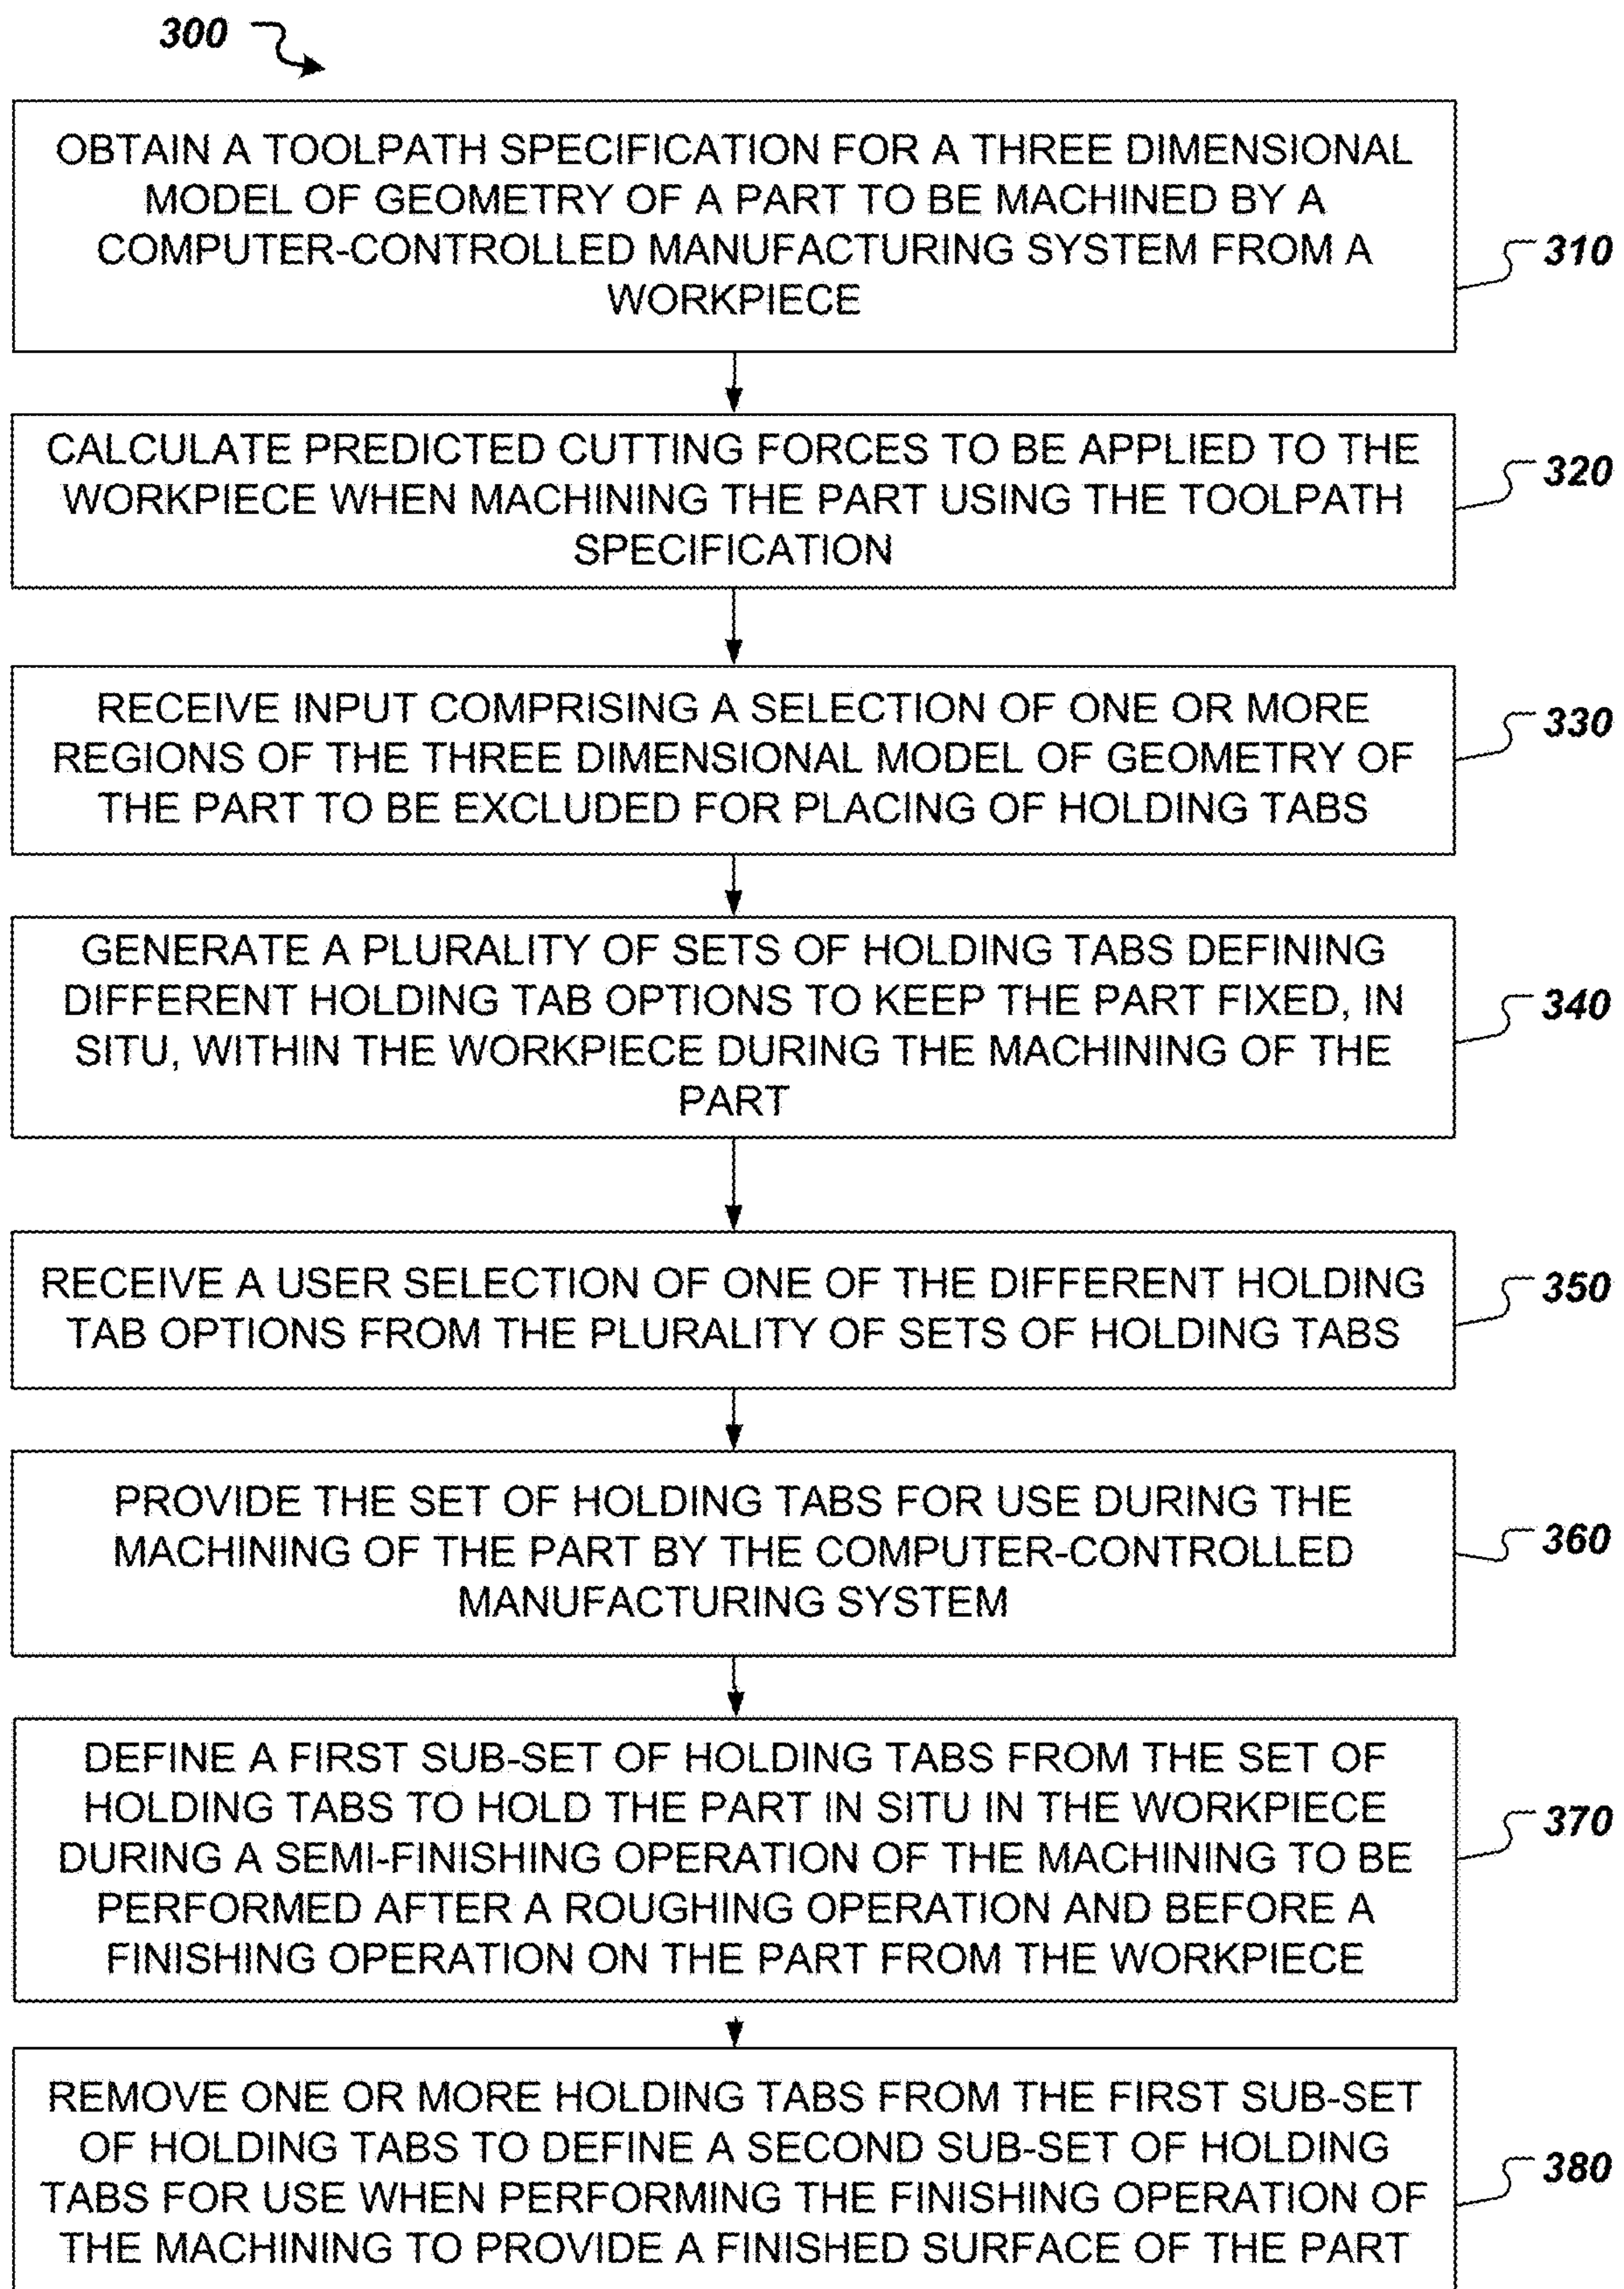 300
OBTAIN A TOOLPATH SPECIFICATION FOR A THREE DIMENSIONAL
MODEL OF GEOMETRY OF A PART TO BE MACHINED BY A
COMPUTER-CONTROLLED MANUFACTURING SYSTEM FROM A
WORKPIECE
310
CALCULATE PREDICTED CUTTING FORCES TO BE APPLIED TO THE
WORKPIECE WHEN MACHINING THE PART USING THE TOOLPATH
SPECIFICATION
320
RECEIVE INPUT COMPRISING A SELECTION OF ONE OR MORE
REGIONS OF THE THREE DIMENSIONAL MODEL OF GEOMETRY OF
THE PART TO BE EXCLUDED FOR PLACING OF HOLDING TABS
330
GENERATE A PLURALITY OF SETS OF HOLDING TABS DEFINING
DIFFERENT HOLDING TAB OPTIONS TO KEEP THE PART FIXED, IN
SITU, WITHIN THE WORKPIECE DURING THE MACHINING OF THE
PART
340
RECEIVE A USER SELECTION OF ONE OF THE DIFFERENT HOLDING
TAB OPTIONS FROM THE PLURALITY OF SETS OF HOLDING TABS
350
PROVIDE THE SET OF HOLDING TABS FOR USE DURING THE
MACHINING OF THE PART BY THE COMPUTER-CONTROLLED
MANUFACTURING SYSTEM
360
DEFINE A FIRST SUB-SET OF HOLDING TABS FROM THE SET OF
HOLDING TABS TO HOLD THE PART IN SITU IN THE WORKPIECE
DURING A SEMI-FINISHING OPERATION OF THE MACHINING TO BE
PERFORMED AFTER A ROUGHING OPERATION AND BEFORE A
FINISHING OPERATION ON THE PART FROM THE WORKPIECE
370
REMOVE ONE OR MORE HOLDING TABS FROM THE FIRST SUB-SET
OF HOLDING TABS TO DEFINE A SECOND SUB-SET OF HOLDING
TABS FOR USE WHEN PERFORMING THE FINISHING OPERATION OF
THE MACHINING TO PROVIDE A FINISHED SURFACE OF THE PART
380